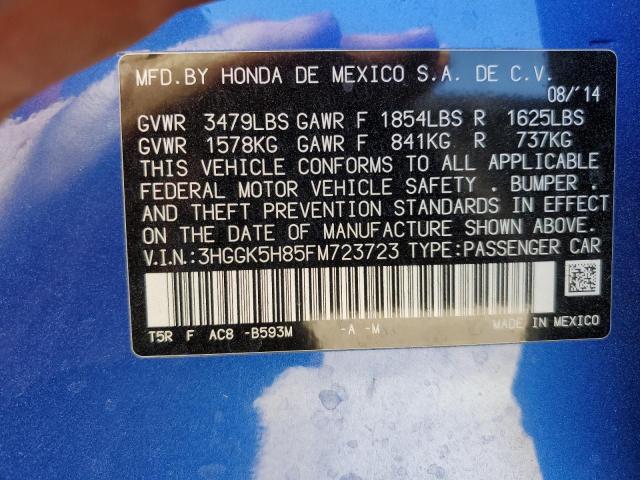 MFD.BY HONDA DE MEXICO S.A. DE C.V.
08/'14
GVWR 3479LBS GAWR F 1854LBS R 1625LBS
GVWR 1578KG GAWR F 841KG R 737KG
THIS VEHICLE CONFORMS TO ALL APPLICABLE
FEDERAL MOTOR VEHICLE SAFETY . BUMPER .
AND THEFT PREVENTION STANDARDS IN EFFECT
ON THE DATE OF MANUFACTURE SHOWN ABOVE.
V.I.N.:3HGGK5H85FM723723 TYPE:PASSENGER CAR
T5R F AC8 -B593M -A -M
MADE IN MEXICO